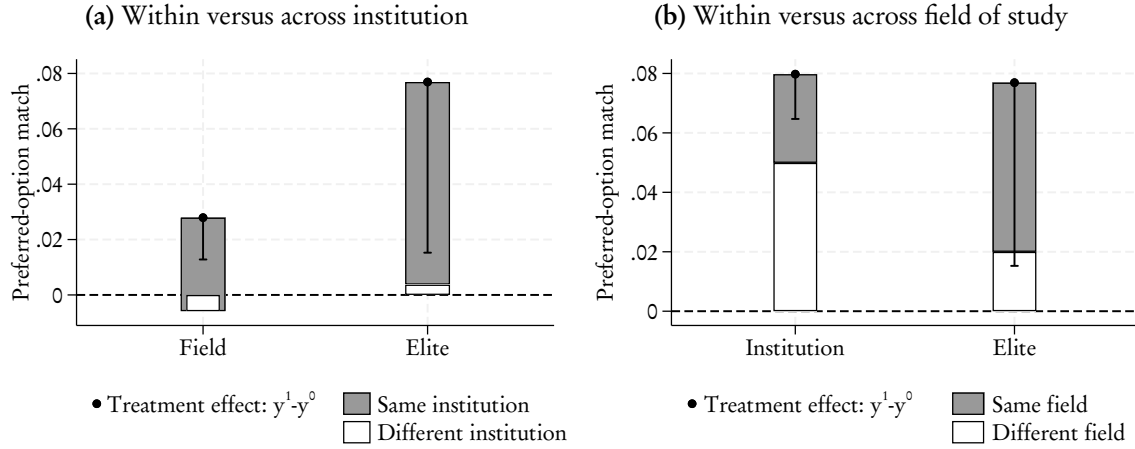 (a) Within versus across institution
Preferred-option match
.08
.06
.04
.02
0
Field Elite
• Treatment effect: y¹-y⁰
Same institution
Different institution
(b) Within versus across field of study
Preferred-option match
.08
.06
.04
.02
0
Institution Elite
• Treatment effect: y¹-y⁰
Same field
Different field